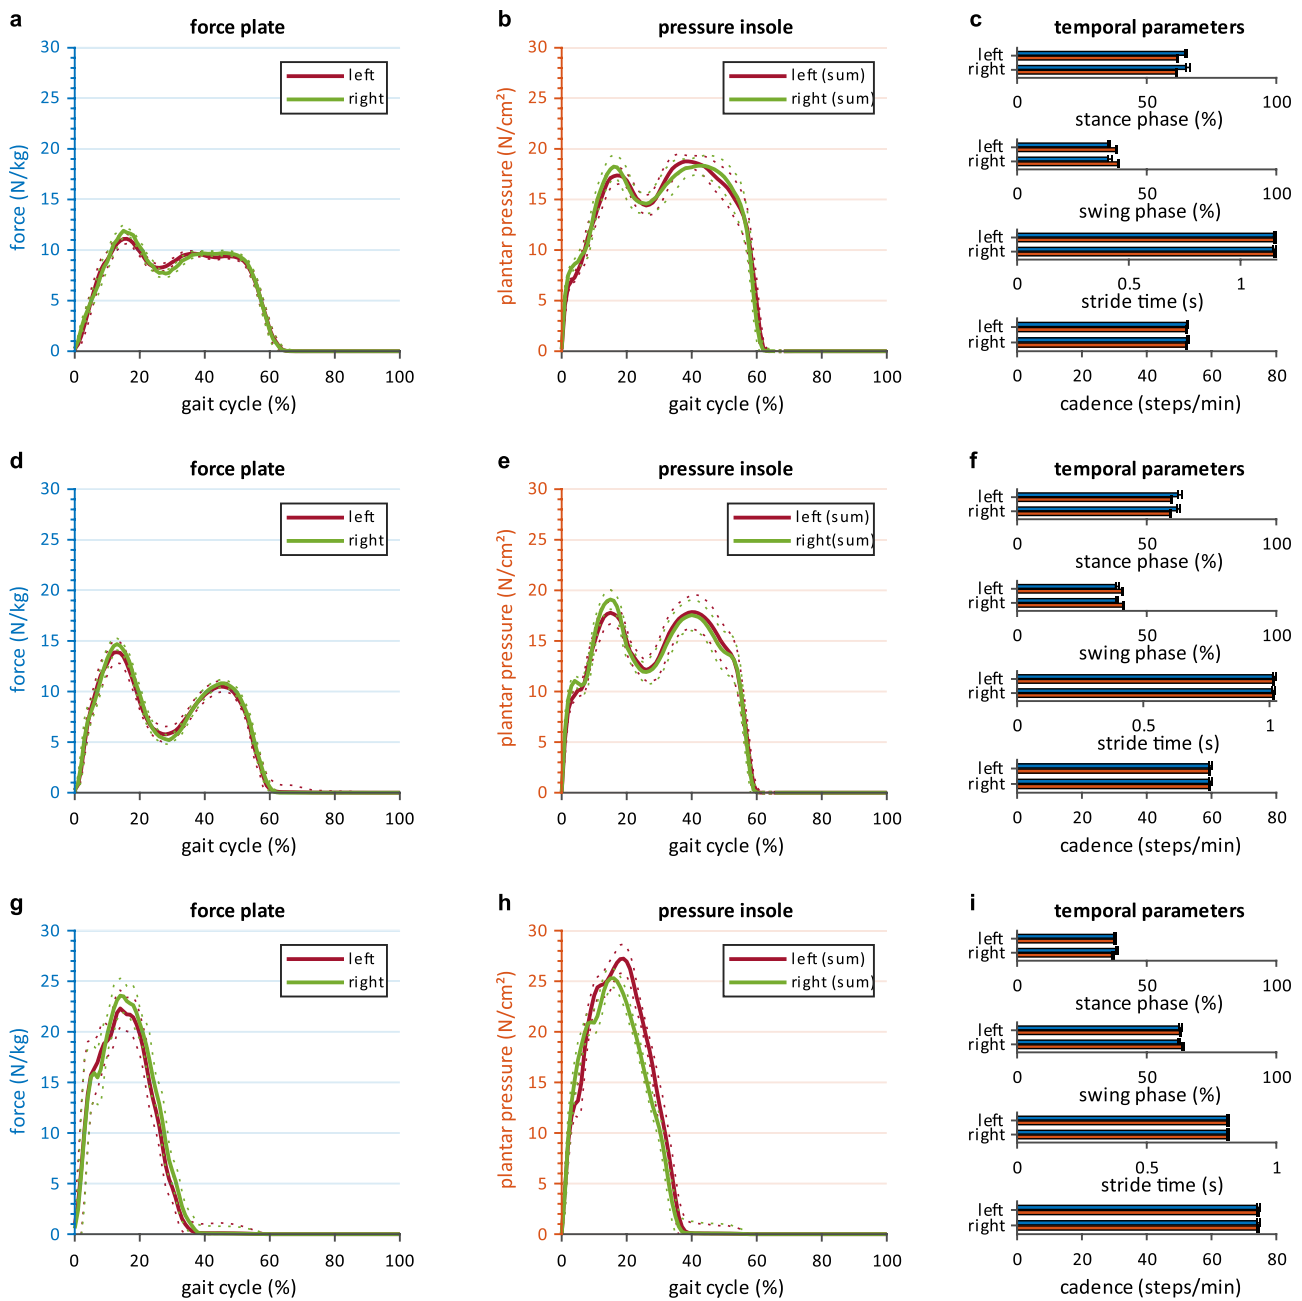 a
force plate
30
25
20
15
10
5
0
force (N/kg)
left
right
0 20 40 60 80 100
gait cycle (%)
b
pressure insole
30
25
20
15
10
5
0
plantar pressure (N/cm²)
left (sum)
right (sum)
0 20 40 60 80 100
gait cycle (%)
c
temporal parameters
left
right
0 50 100
stance phase (%)
left
right
0 50 100
swing phase (%)
left
right
0 0.5 1
stride time (s)
left
right
0 20 40 60 80
cadence (steps/min)
d
force plate
30
25
20
15
10
5
0
force (N/kg)
left
right
0 20 40 60 80 100
gait cycle (%)
e
pressure insole
30
25
20
15
10
5
0
plantar pressure (N/cm²)
left (sum)
right(sum)
0 20 40 60 80 100
gait cycle (%)
f
temporal parameters
left
right
0 50 100
stance phase (%)
left
right
0 50 100
swing phase (%)
left
right
0 0.5 1
stride time (s)
left
right
0 20 40 60 80
cadence (steps/min)
g
force plate
30
25
20
15
10
5
0
force (N/kg)
left
right
0 20 40 60 80 100
gait cycle (%)
h
pressure insole
30
25
20
15
10
5
0
plantar pressure (N/cm²)
left (sum)
right (sum)
0 20 40 60 80 100
gait cycle (%)
i
temporal parameters
left
right
0 50 100
stance phase (%)
left
right
0 50 100
swing phase (%)
left
right
0 0.5 1
stride time (s)
left
right
0 20 40 60 80
cadence (steps/min)